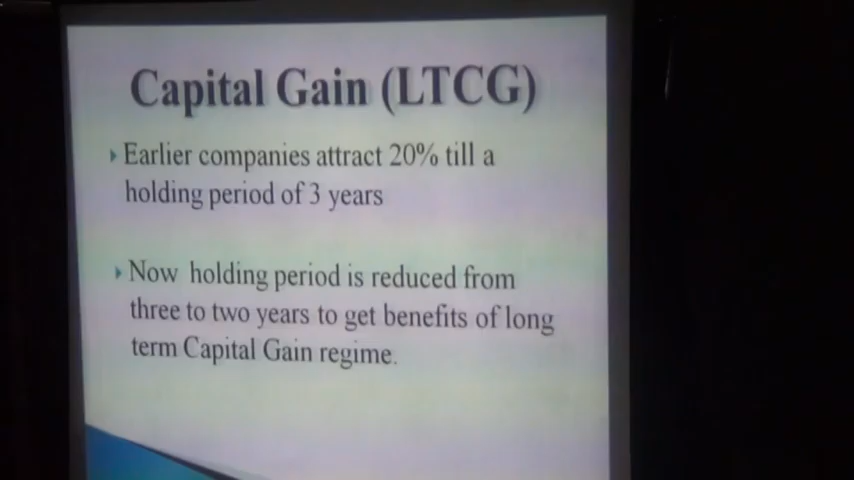 Capital Gain (LTCG)
Earlier companies attract 20% till a
holding period of 3 years
Now holding period is reduced from
three to two years to get benefits of long
term Capital Gain regime.